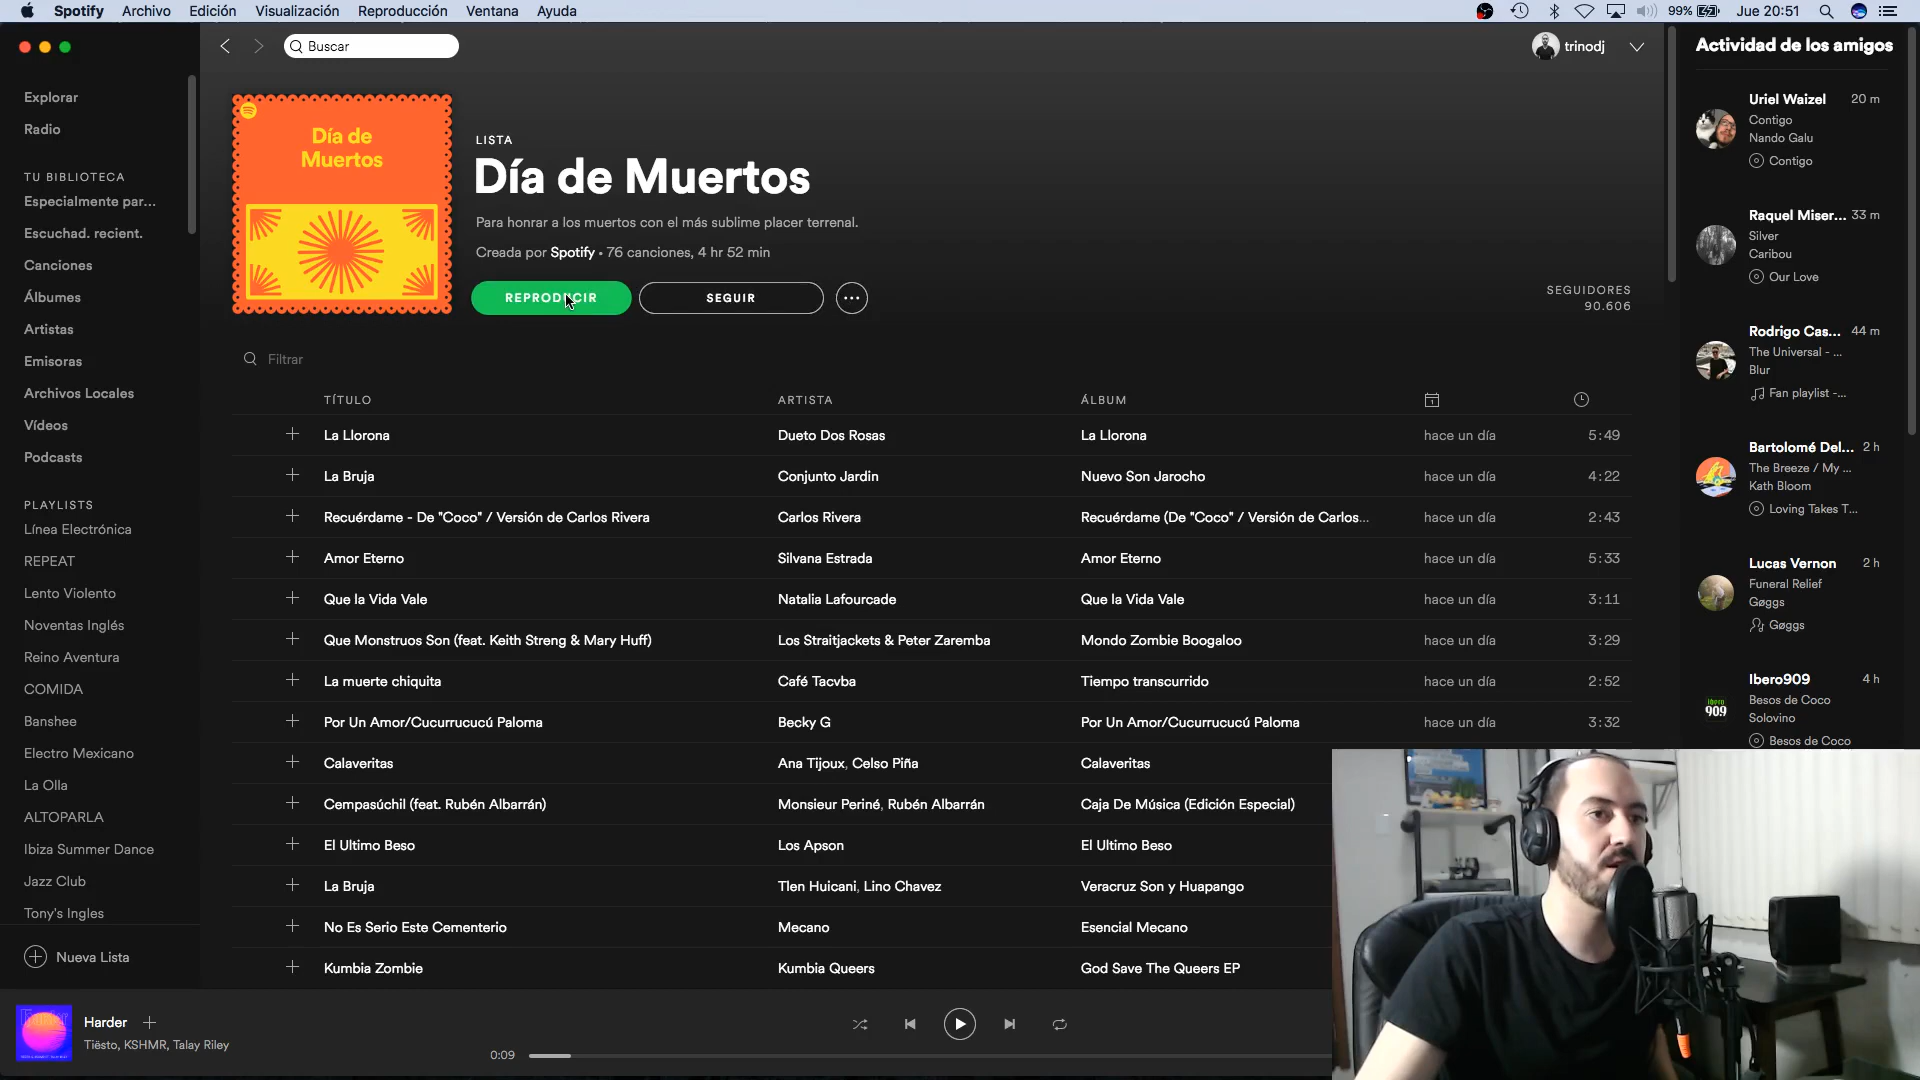 Spotify Archivo Edición Visualización Reproducción Ventana Ayuda
99% Jue 20:51
Buscar
trinodj
Explorar
Radio
TU BIBLIOTECA
Especialmente par...
Escuchad. recient.
Canciones
Álbumes
Artistas
Emisoras
Archivos Locales
Vídeos
Podcasts
PLAYLISTS
Línea Electrónica
REPEAT
Lento Violento
Noventas Inglés
Reino Aventura
COMIDA
Banshee
Electro Mexicano
La Olla
ALTOPARLA
Ibiza Summer Dance
Jazz Club
Tony's Ingles
Nueva Lista
Día de
Muertos
LISTA
Día de Muertos
Para honrar a los muertos con el más sublime placer terrenal.
Creada por Spotify • 76 canciones, 4 hr 52 min
REPRODUCIR SEGUIR
SEGUIDORES
90.606
Filtrar
TÍTULO ARTISTA ÁLBUM
La Llorona Dueto Dos Rosas La Llorona hace un día 5:49
La Bruja Conjunto Jardin Nuevo Son Jarocho hace un día 4:22
Recuérdame - De "Coco" / Versión de Carlos Rivera Carlos Rivera Recuérdame (De "Coco" / Versión de Carlos... hace un día 2:43
Amor Eterno Silvana Estrada Amor Eterno hace un día 5:33
Que la Vida Vale Natalia Lafourcade Que la Vida Vale hace un día 3:11
Que Monstruos Son (feat. Keith Streng & Mary Huff) Los Straitjackets & Peter Zaremba Mondo Zombie Boogaloo hace un día 3:29
La muerte chiquita Café Tacvba Tiempo transcurrido hace un día 2:52
Por Un Amor/Cucurrucucú Paloma Becky G Por Un Amor/Cucurrucucú Paloma hace un día 3:32
Calaveritas Ana Tijoux, Celso Piña Calaveritas
Cempasúchil (feat. Rubén Albarrán) Monsieur Periné, Rubén Albarrán Caja De Música (Edición Especial)
El Ultimo Beso Los Apson El Ultimo Beso
La Bruja Tlen Huicani, Lino Chavez Veracruz Son y Huapango
No Es Serio Este Cementerio Mecano Esencial Mecano
Kumbia Zombie Kumbia Queers God Save The Queers EP
Actividad de los amigos
Uriel Waizel 20 m
Contigo
Nando Galu
Contigo
Raquel Miser... 33 m
Silver
Caribou
Our Love
Rodrigo Cas... 44 m
The Universal - ...
Blur
Fan playlist -...
Bartolomé Del... 2 h
The Breeze / My ...
Kath Bloom
Loving Takes T...
Lucas Vernon 2 h
Funeral Relief
Gøggs
Gøggs
Ibero909 4 h
Besos de Coco
Solovino
Besos de Coco
ibero
909
Harder
Tiësto, KSHMR, Talay Riley
0:09